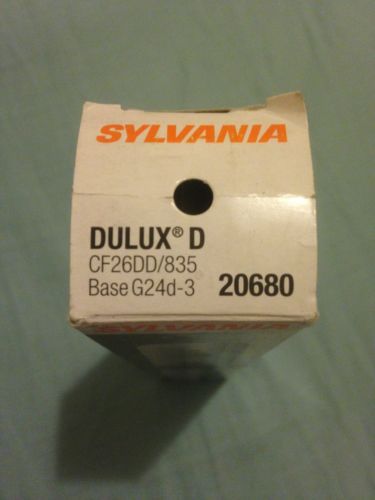 SYLVANIA
DULUX® D
CF26DD/835
Base G24d-3 20680